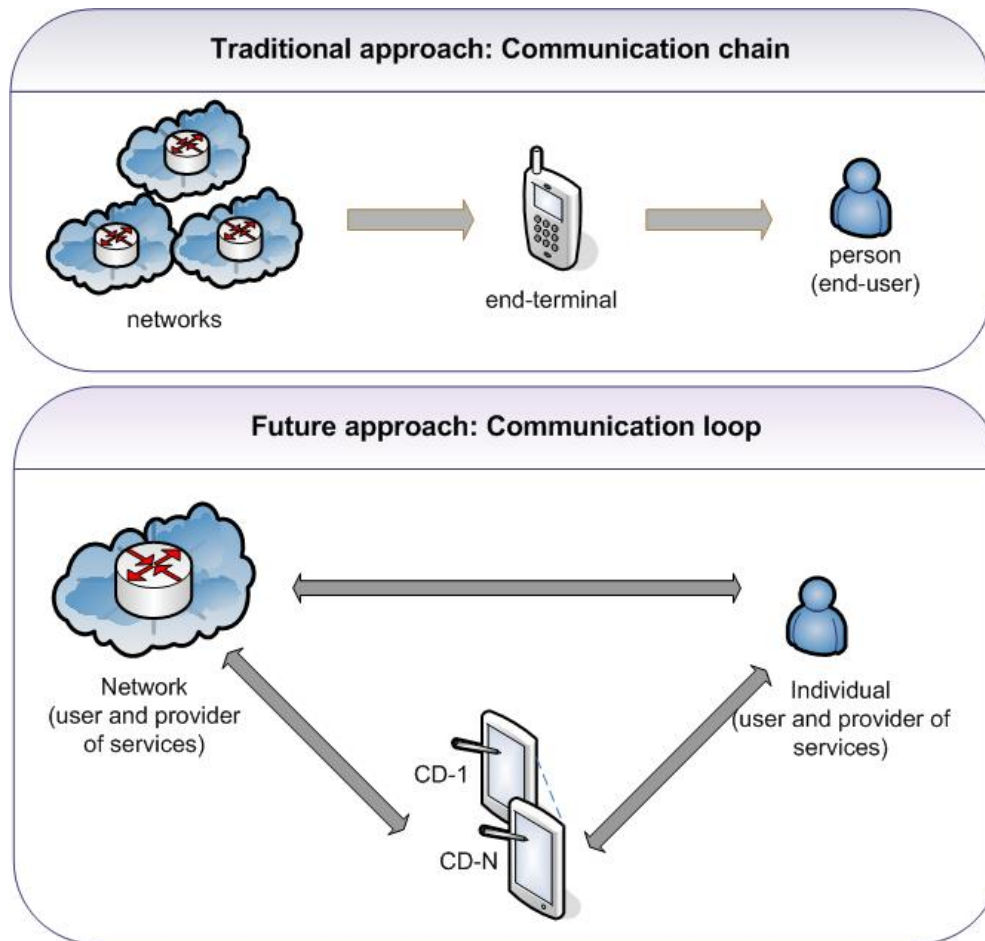 Traditional approach: Communication chain
networks
end-terminal
person
(end-user)
Future approach: Communication loop
Network
(user and provider
of services)
CD-1
CD-N
Individual
(user and provider of
services)